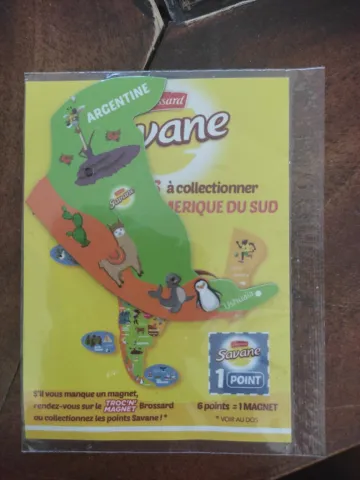 ARGENTINE
Brossard
Savane
à collectionner
MERIQUE DU SUD
Savane
Ushuaia
Savane
1 POINT
S'il vous manque un magnet,
rendez-vous sur le TROC'N' MAGNET Brossard
ou collectionnez les points Savane ! *
6 points = 1 MAGNET
* VOIR AU DOS